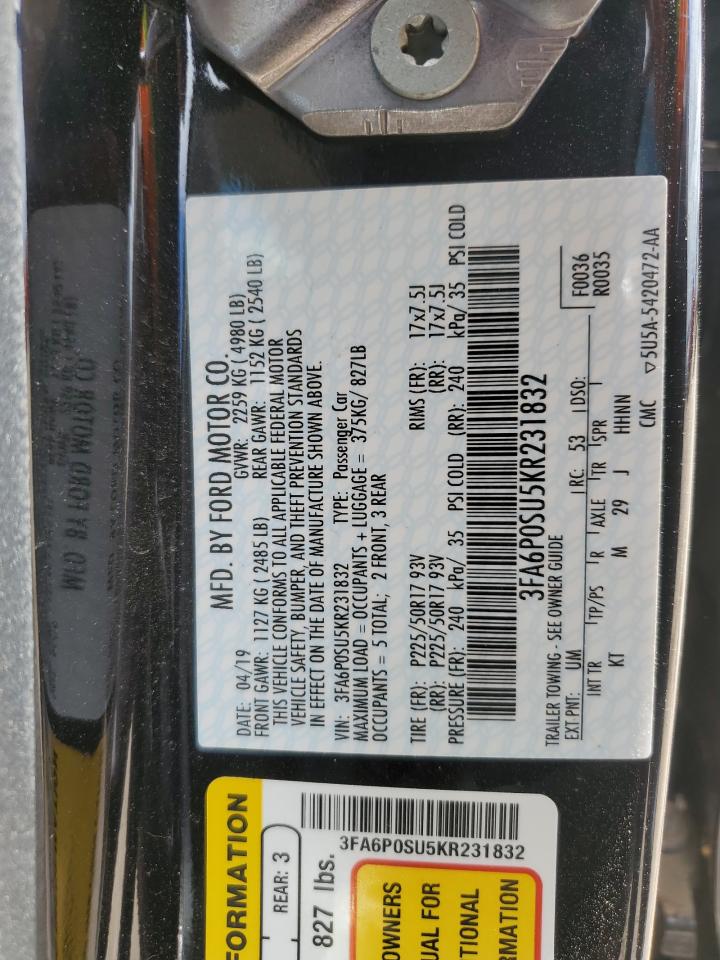 MFD. BY FORD MOTOR CO.
DATE: 04/19 GVWR: 2259 KG ( 4980 LB)
FRONT GAWR: 1127 KG ( 2485 LB) REAR GAWR: 1152 KG ( 2540 LB)
THIS VEHICLE CONFORMS TO ALL APPLICABLE FEDERAL MOTOR
VEHICLE SAFETY, BUMPER, AND THEFT PREVENTION STANDARDS
IN EFFECT ON THE DATE OF MANUFACTURE SHOWN ABOVE.
VIN: 3FA6P0SU5KR231832 TYPE: Passenger Car
MAXIMUM LOAD = OCCUPANTS + LUGGAGE = 375KG/ 827LB
OCCUPANTS = 5 TOTAL; 2 FRONT, 3 REAR
TIRE (FR): P225/50R17 93V RIMS (FR): 17x7.5J
(RR): P225/50R17 93V (RR): 17x7.5J
PRESSURE (FR): 240 kPa/ 35 PSI COLD (RR): 240 kPa/ 35 PSI COLD
3FA6P0SU5KR231832
TRAILER TOWING - SEE OWNER GUIDE
EXT PNT: UM RC: 53 DSO: F0036
R0035
INT TR TP/PS R AXLE TR SPR
KT M 29 J HHNN
CMC ▽5U5A-5420472-AA
FORMATION
REAR: 3
827 lbs.
3FA6P0SU5KR231832
OWNERS
UAL FOR
TIONAL
RMATION